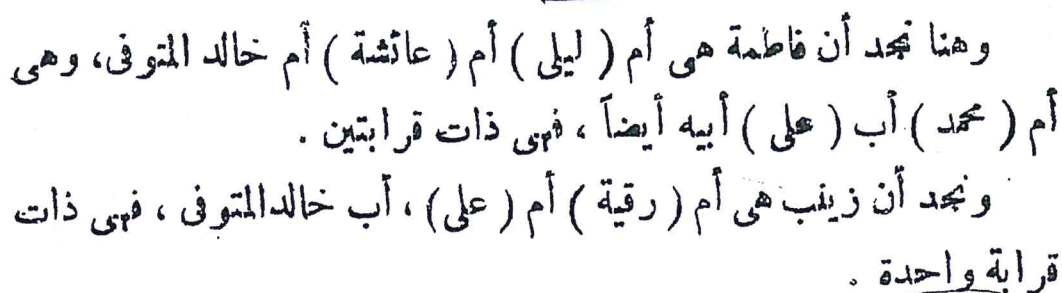 وهنا نجد أن فاطمة هى أم ( ليلى ) أم ( عائشة ) أم خالد المتوفى، وهى
أم ( محمد ) أب ( على ) أبيه أيضاً ، فهى ذات قرابتين .
ونجد أن زينب هى أم ( رقية ) أم ( على ) ، أب خالد المتوفى ، فهى ذات
قرابة واحدة .